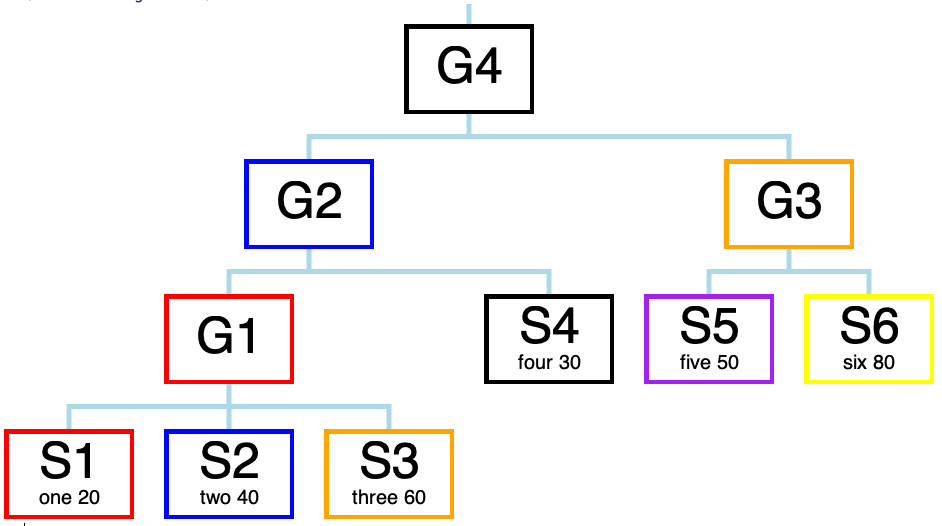 G4
G2
G3
G1
S4
four 30
S5
five 50
S6
six 80
S1
one 20
S2
two 40
S3
three 60